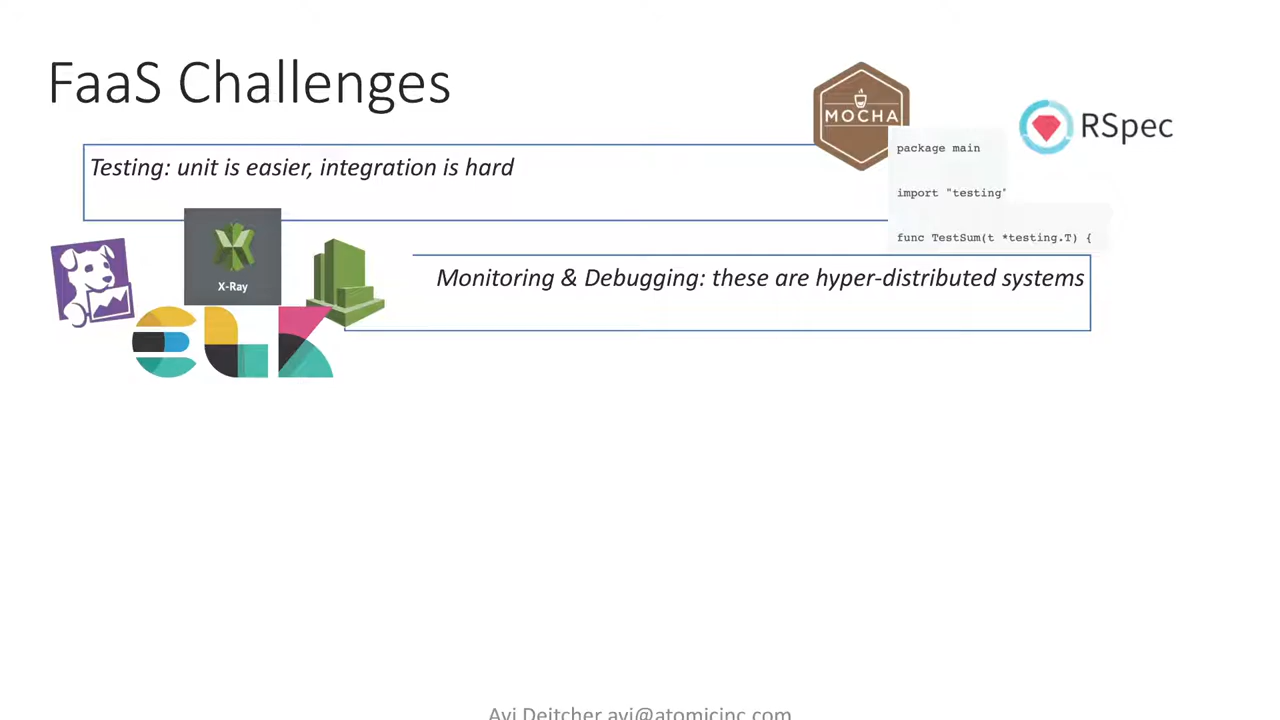 FaaS Challenges
MOCHA
RSpec
Testing: unit is easier, integration is hard
package main
import "testing"
func TestSum(t *testing.T) {
X-Ray
Monitoring & Debugging: these are hyper-distributed systems
ELK
Avi Deitcher avi@atomicinc.com